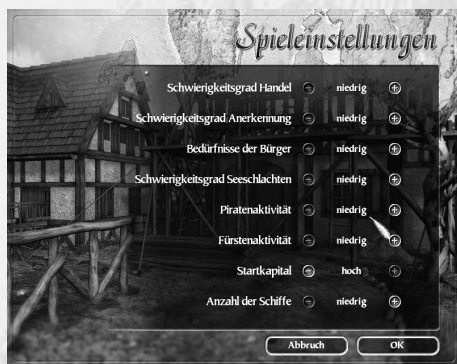 Spieleinstellungen
Schwierigkeitsgrad Handel niedrig
Schwierigkeitsgrad Anerkennung niedrig
Bedürfnisse der Bürger niedrig
Schwierigkeitsgrad Seeschlachten niedrig
Piratenaktivität niedrig
Fürstenaktivität niedrig
Startkapital hoch
Anzahl der Schiffe niedrig
Abbruch OK